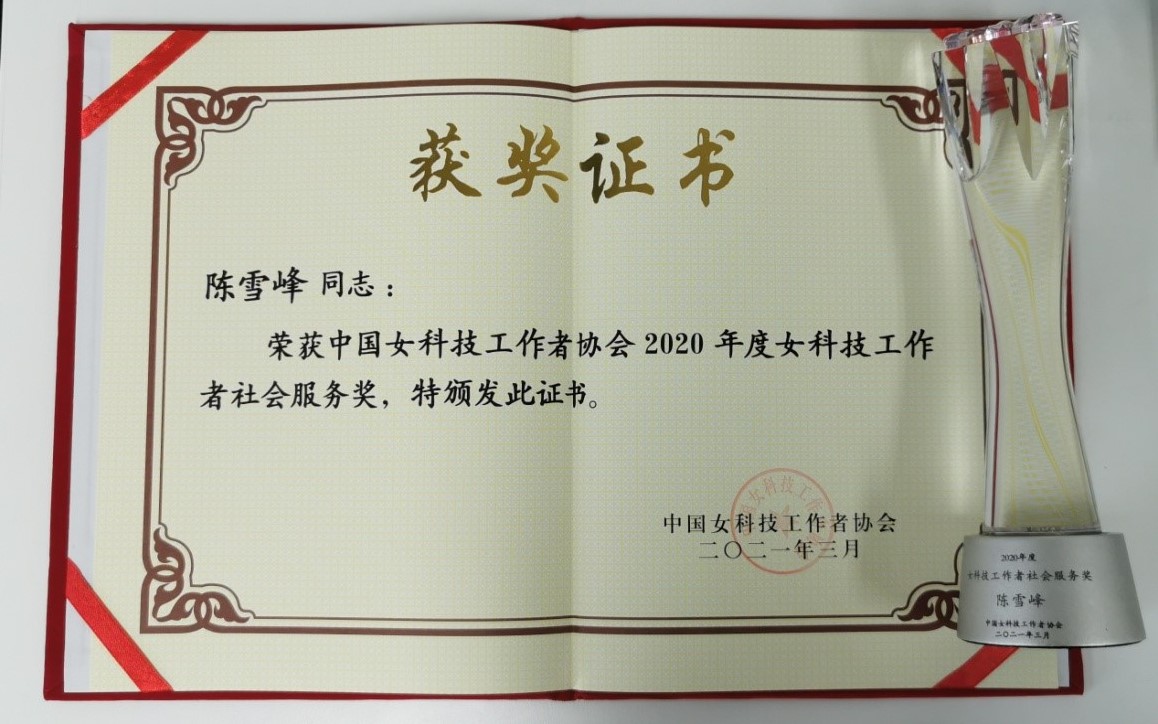 获奖证书
陈雪峰 同志：
荣获中国女科技工作者协会 2020 年度女科技工作
者社会服务奖，特颁发此证书。
中国女科技工作者协会
二〇二一年三月
2020年度
女科技工作者社会服务奖
陈雪峰
中国女科技工作者协会
二〇二一年三月